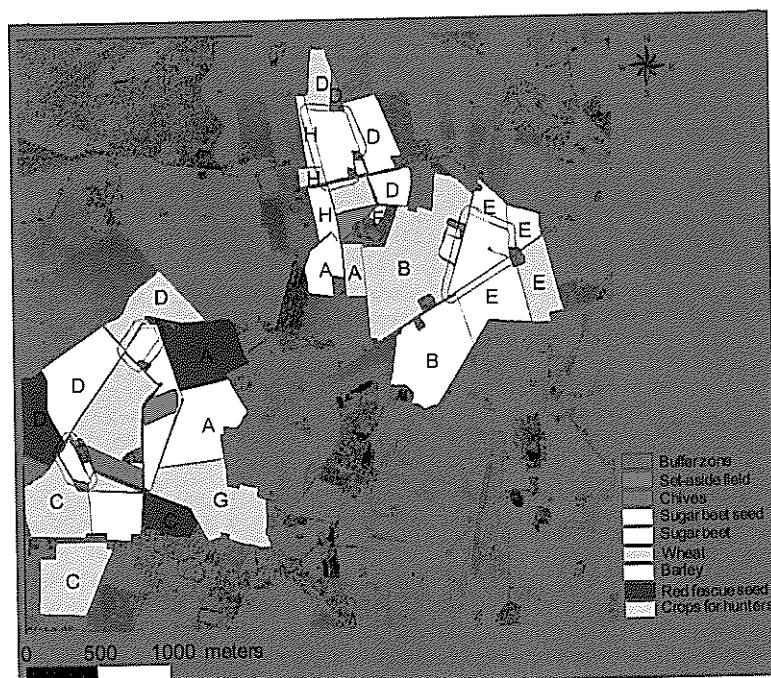 D
D
H
D
H
D
H
F
E
E
A
A
B
E
E
B
D
A
D
D
A
C
G
C
C
Bufferzone
Set-aside field
Chives
Sugar beet seed
Sugar beet
Wheat
Barley
Red fescue seed
Crops for hunters
0 500 1000 meters